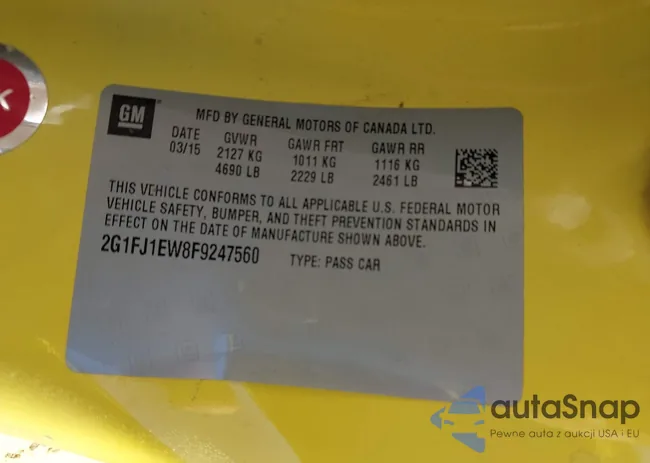 K
GM
MFD BY GENERAL MOTORS OF CANADA LTD.
DATE GVWR GAWR FRT GAWR RR
03/15 2127 KG 1011 KG 1116 KG
4690 LB 2229 LB 2461 LB
THIS VEHICLE CONFORMS TO ALL APPLICABLE U.S. FEDERAL MOTOR
VEHICLE SAFETY, BUMPER, AND THEFT PREVENTION STANDARDS IN
EFFECT ON THE DATE OF MANUFACTURE SHOWN ABOVE.
2G1FJ1EW8F9247560 TYPE: PASS CAR
autaSnap
Pewne auta z aukcji USA i EU